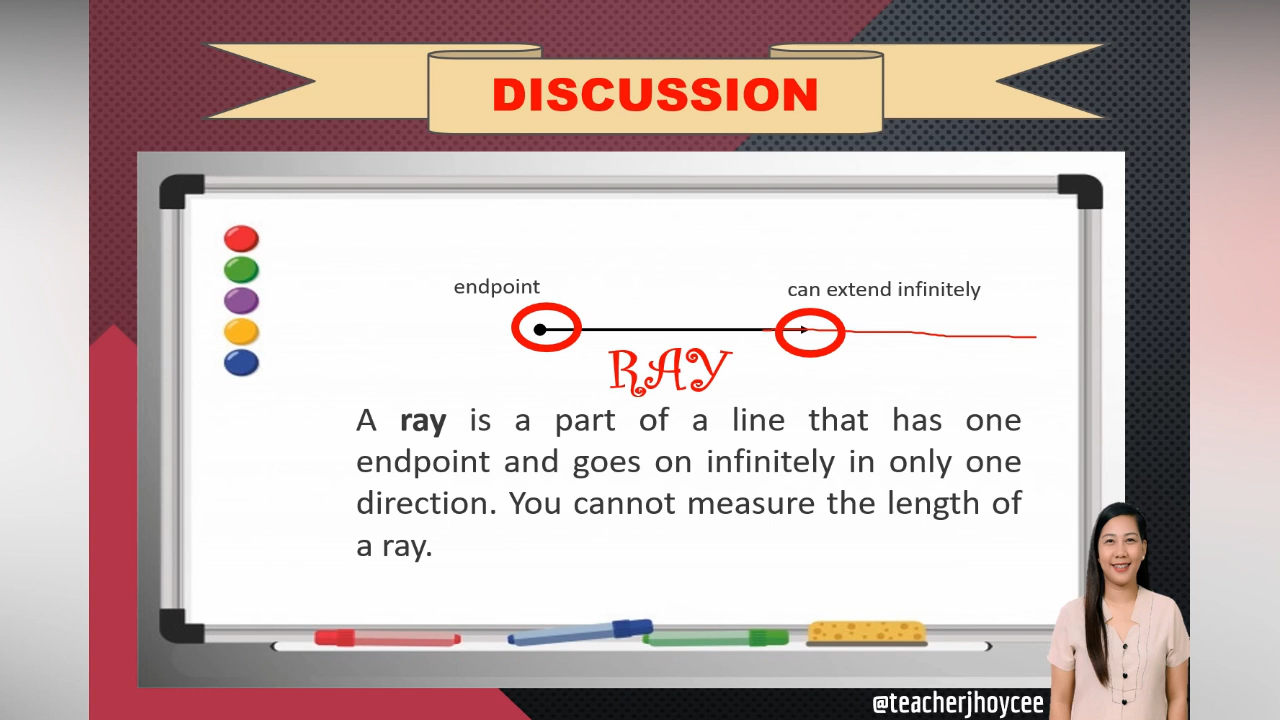 DISCUSSION
endpoint
can extend infinitely
RAY
A ray is a part of a line that has one
endpoint and goes on infinitely in only one
direction. You cannot measure the length of
a ray.
@teacherjhoycee